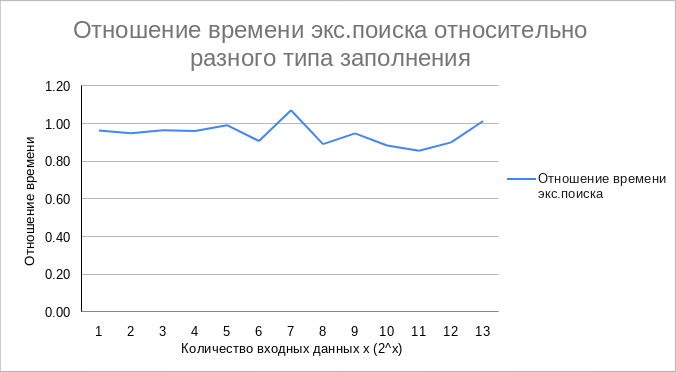 Отношение времени экс.поиска относительно
разного типа заполнения
1.20
1.00
0.80
0.60
0.40
0.20
0.00
Отношение времени
1 2 3 4 5 6 7 8 9 10 11 12 13
Количество входных данных x (2^x)
Отношение времени
экс.поиска